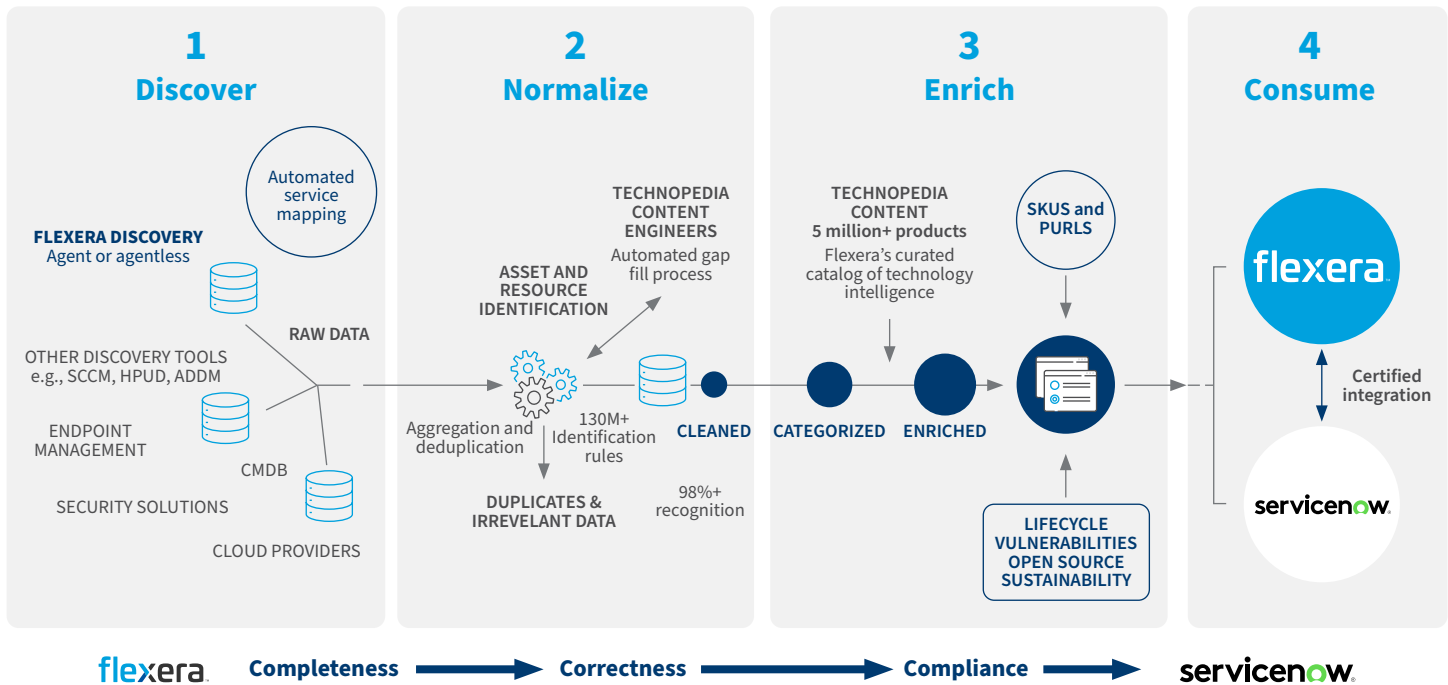 1
Discover
Automated
service
mapping
FLEXERA DISCOVERY
Agent or agentless
RAW DATA
OTHER DISCOVERY TOOLS
e.g., SCCM, HPUD, ADDM
ENDPOINT
MANAGEMENT
CMDB
SECURITY SOLUTIONS
CLOUD PROVIDERS
2
Normalize
TECHNOPEDIA
CONTENT
ENGINEERS
Automated gap
fill process
ASSET AND
RESOURCE
IDENTIFICATION
Aggregation and
deduplication
130M+
Identification
rules
CLEANED
DUPLICATES &
IRREVELANT DATA
98%+
recognition
3
Enrich
TECHNOPEDIA
CONTENT
5 million+ products
Flexera's curated
catalog of technology
intelligence
SKUS and
PURLS
CATEGORIZED
ENRICHED
LIFECYCLE
VULNERABILITIES
OPEN SOURCE
SUSTAINABILITY
4
Consume
flexera
Certified
integration
servicenow
flexera Completeness Correctness Compliance servicenow